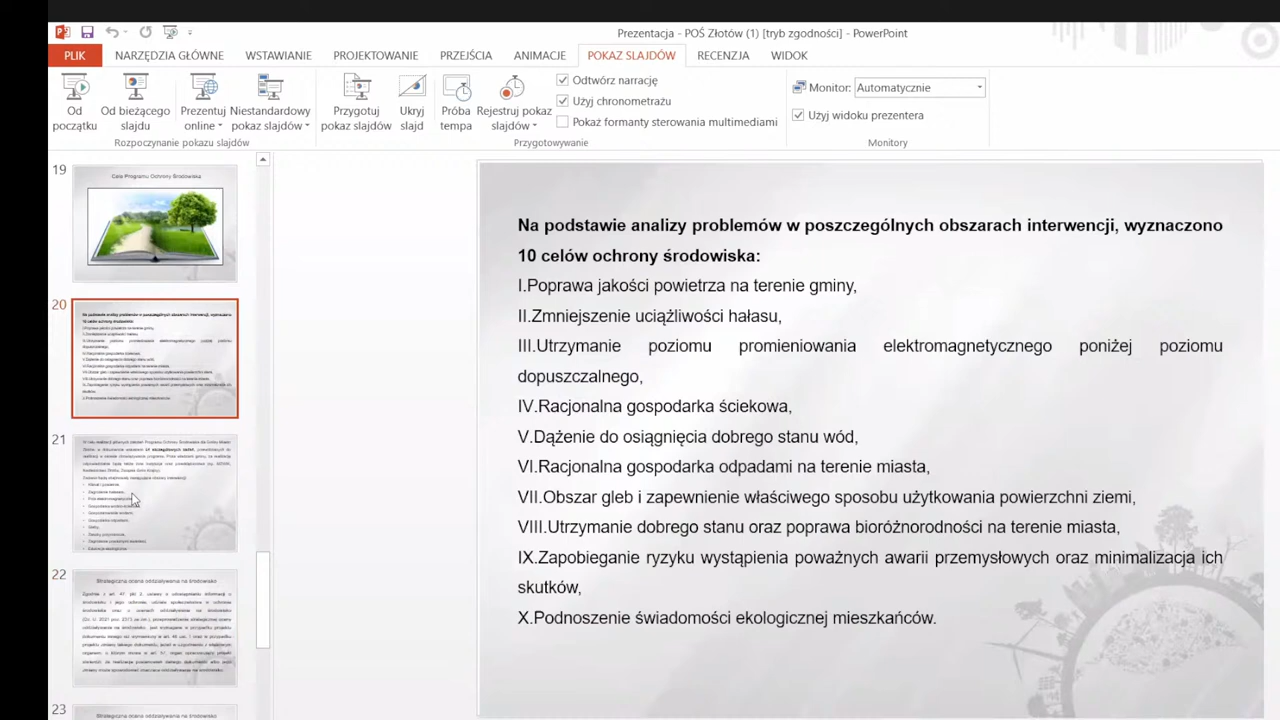 Prezentacja - POŚ Złotów (1) [tryb zgodności] - PowerPoint
PLIK NARZĘDZIA GŁÓWNE WSTAWIANIE PROJEKTOWANIE PRZEJŚCIA ANIMACJE POKAZ SLAJDÓW RECENZJA WIDOK
Od początku
Od bieżącego slajdu
Prezentuj online
Niestandardowy pokaz slajdów
Rozpoczynanie pokaz slajdów
Przygotuj pokaz slajdów
Ukryj slajd
Próba tempa
Rejestruj pokaz slajdów
Odtwórz narrację
Użyj chronometrażu
Pokaż formanty sterowania multimediami
Przygotowywanie
Monitor: Automatycznie
Użyj widoku prezentera
Monitory
19
Cele Programu Ochrony Środowiska
20
21
22
Strategiczna ocena oddziaływania na środowisko
23
Strategiczna ocena oddziaływania na środowisko
Na podstawie analizy problemów w poszczególnych obszarach interwencji, wyznaczono
10 celów ochrony środowiska:
I.Poprawa jakości powietrza na terenie gminy,
II.Zmniejszenie uciążliwości hałasu,
III.Utrzymanie poziomu promieniowania elektromagnetycznego poniżej poziomu
dopuszczalnego,
IV.Racjonalna gospodarka ściekowa,
V.Dążenie do osiągnięcia dobrego stanu wód,
VI.Racjonalna gospodarka odpadami na terenie miasta,
VII.Obszar gleb i zapewnienie właściwego sposobu użytkowania powierzchni ziemi,
VIII.Utrzymanie dobrego stanu oraz poprawa bioróżnorodności na terenie miasta,
IX.Zapobieganie ryzyku wystąpienia poważnych awarii przemysłowych oraz minimalizacja ich
skutków,
X.Podnoszenie świadomości ekologicznej mieszkańców.